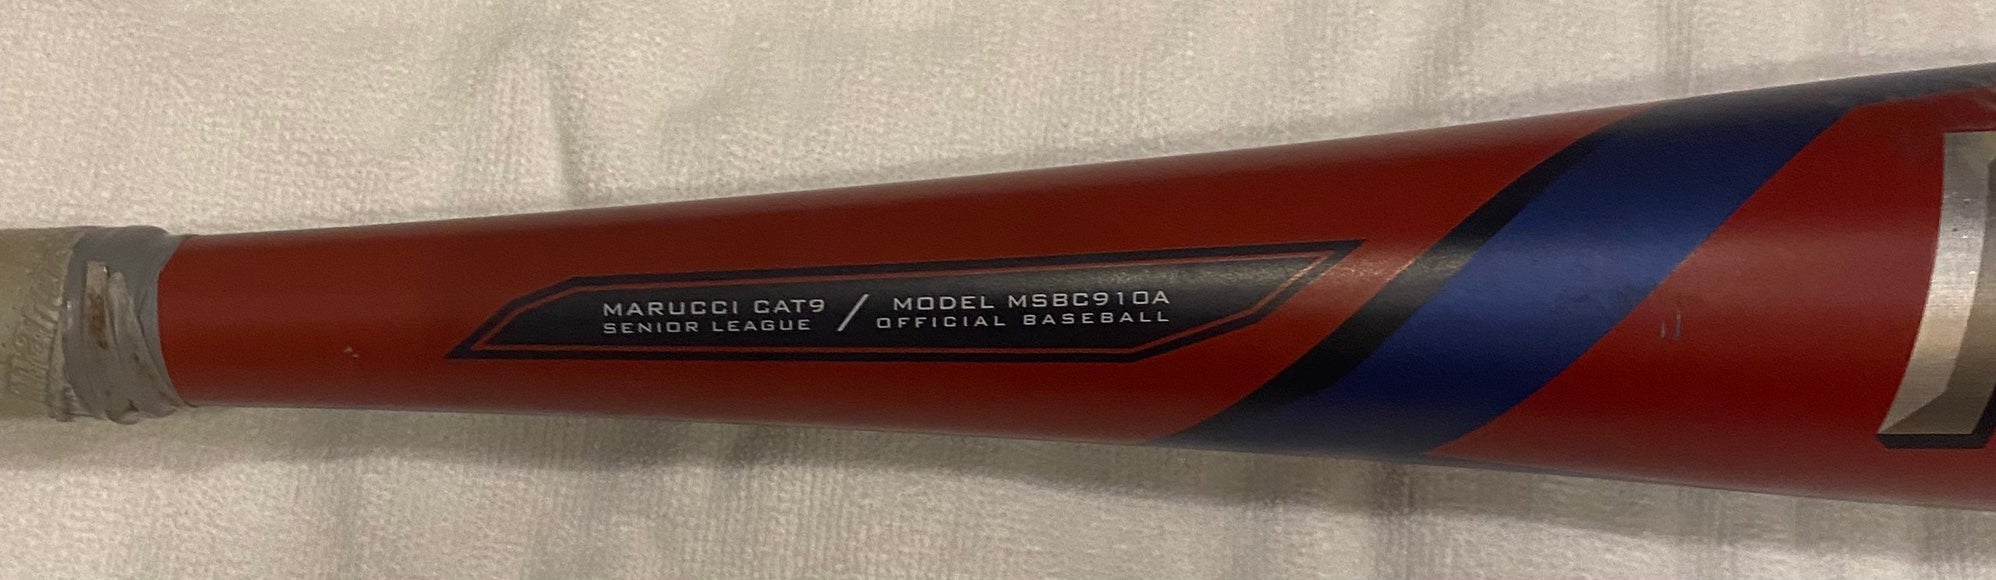 MARUCCI CAT9 / MODEL MSBC910A
SENIOR LEAGUE / OFFICIAL BASEBALL